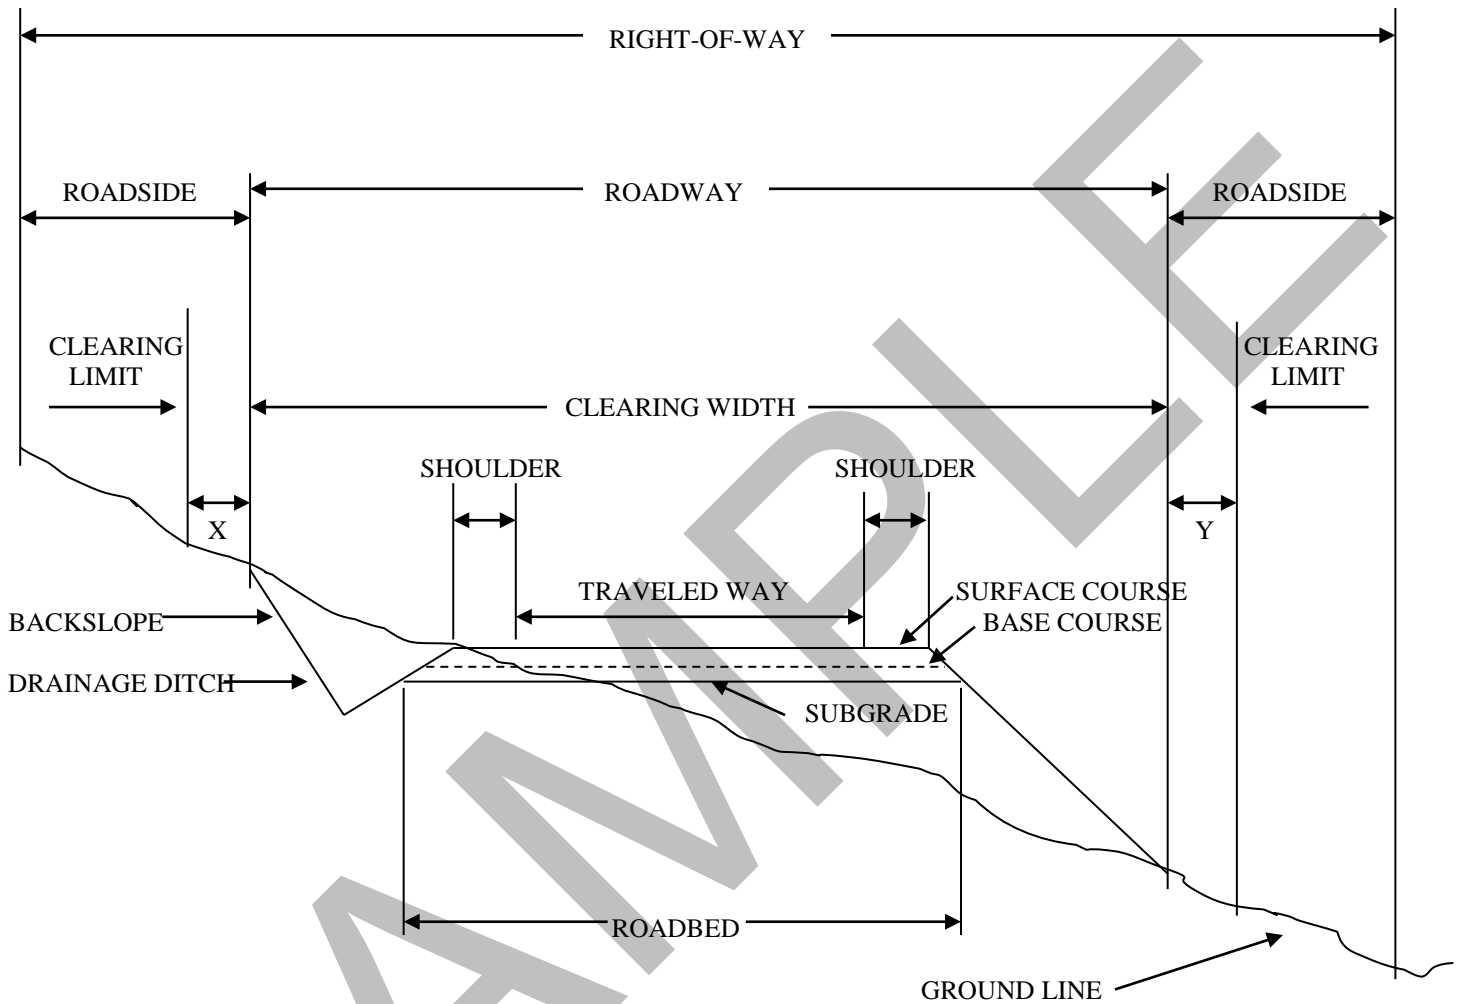 RIGHT-OF-WAY
ROADSIDE
ROADWAY
ROADSIDE
CLEARING
LIMIT
CLEARING
LIMIT
CLEARING WIDTH
SHOULDER
SHOULDER
X
Y
TRAVELED WAY
SURFACE COURSE
BASE COURSE
BACKSLOPE
DRAINAGE DITCH
SUBGRADE
ROADBED
GROUND LINE
AMPLE